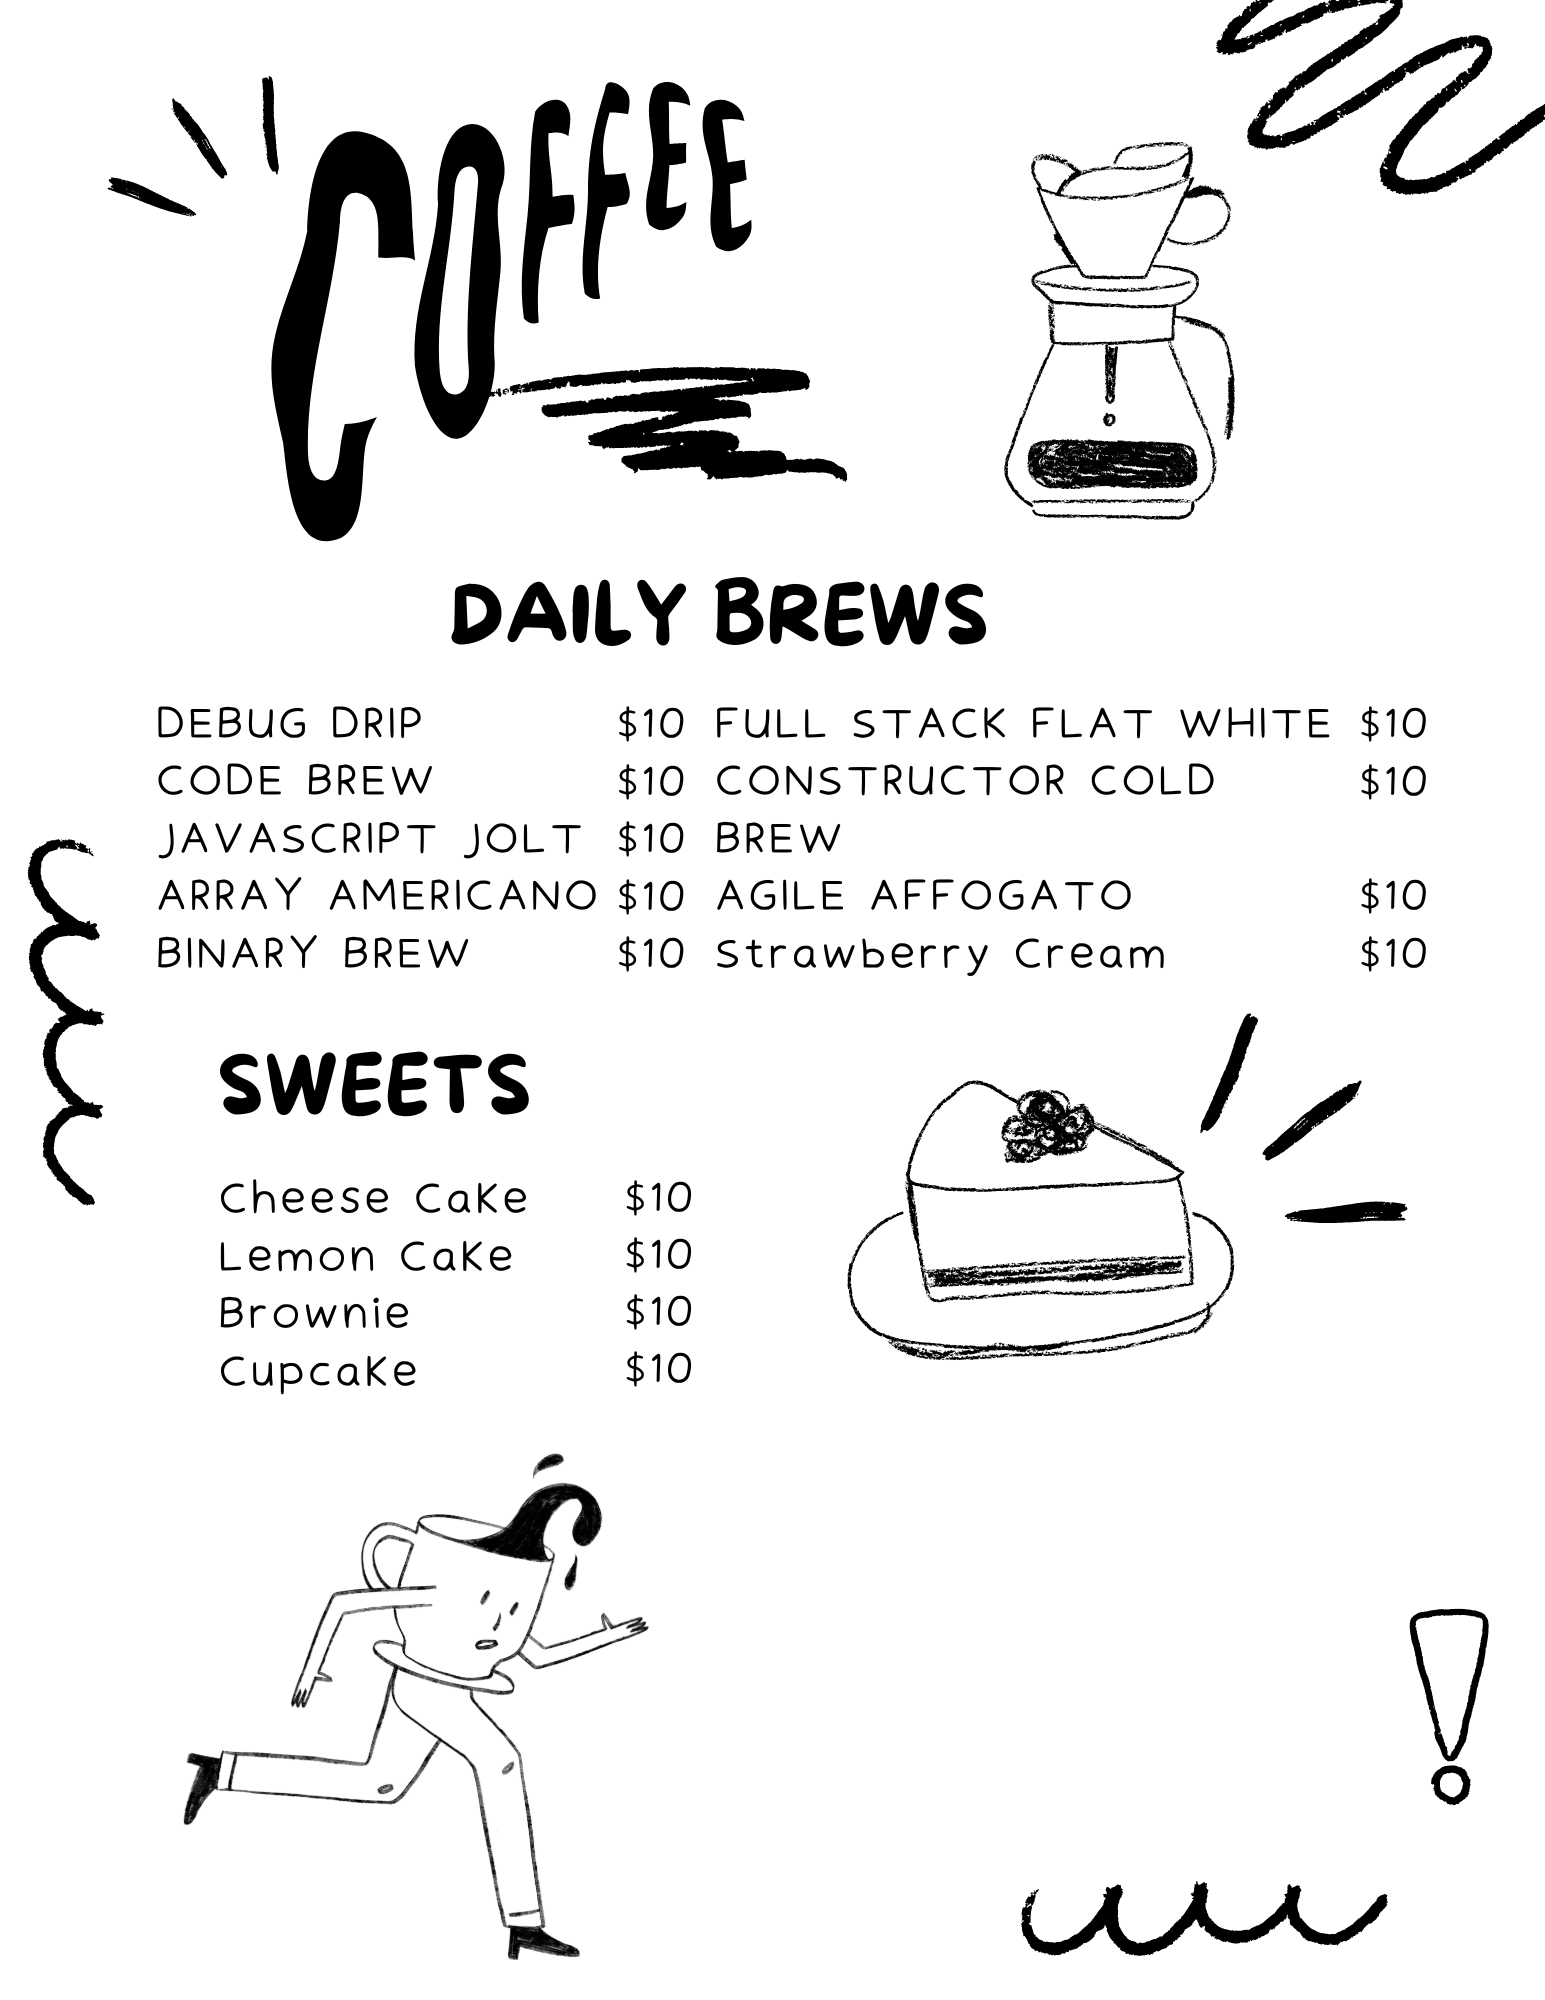 COFFEE
DAILY BREWS
DEBUG DRIP $10
CODE BREW $10
JAVASCRIPT JOLT $10
ARRAY AMERICANO $10
BINARY BREW $10
FULL STACK FLAT WHITE $10
CONSTRUCTOR COLD $10
BREW
AGILE AFFOGATO $10
Strawberry Cream $10
SWEETS
Cheese Cake $10
Lemon Cake $10
Brownie $10
Cupcake $10
!